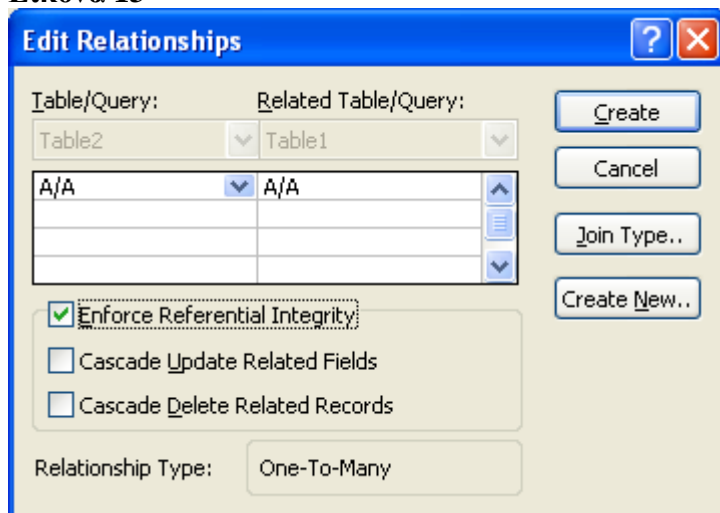 Edit Relationships
Table/Query: Related Table/Query:
Table2 Table1
A/A A/A
Enforce Referential Integrity
Cascade Update Related Fields
Cascade Delete Related Records
Relationship Type: One-To-Many
Create
Cancel
Join Type..
Create New..